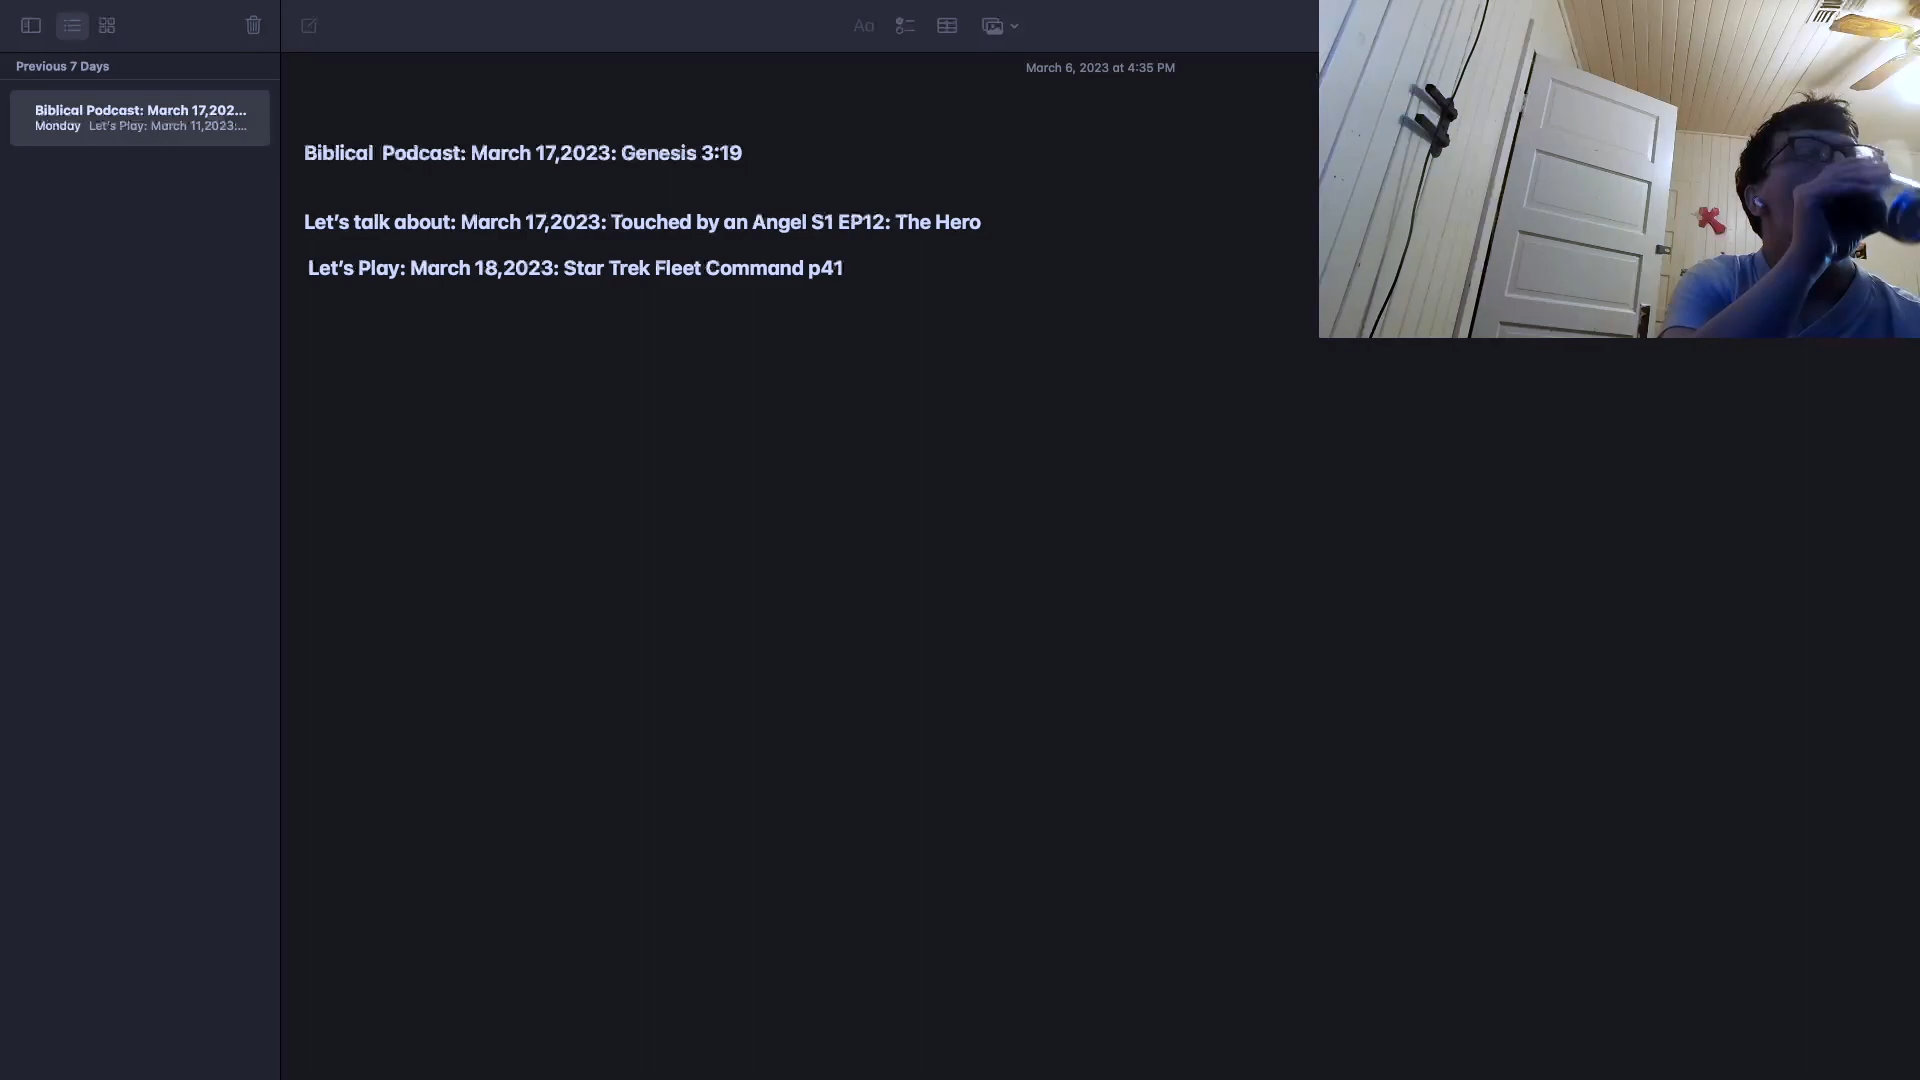 Aa
Previous 7 Days
March 6, 2023 at 4:35 PM
Biblical Podcast: March 17,202...
Monday Let's Play: March 11,2023:...
Biblical  Podcast: March 17,2023: Genesis 3:19
Let's talk about: March 17,2023: Touched by an Angel S1 EP12: The Hero
Let's Play: March 18,2023: Star Trek Fleet Command p41